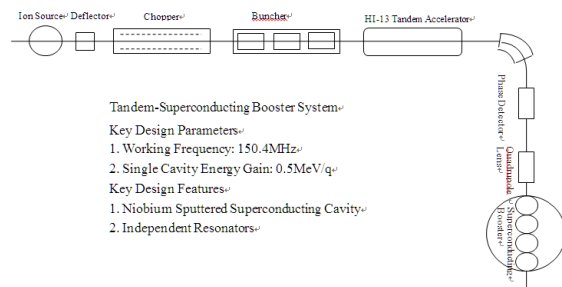 Ion Source↵ Deflector↵ Chopper↵ Buncher↵ HI-13 Tandem Accelerator↵
Phase Detector↵
Quadrupole
Lens↵
Superconducting
Booster↵
Tandem-Superconducting Booster System↵
Key Design Parameters
1. Working Frequency: 150.4MHz↵
2. Single Cavity Energy Gain: 0.5MeV/q↵
Key Design Features↵
1. Niobium Sputtered Superconducting Cavity↵
2. Independent Resonators↵